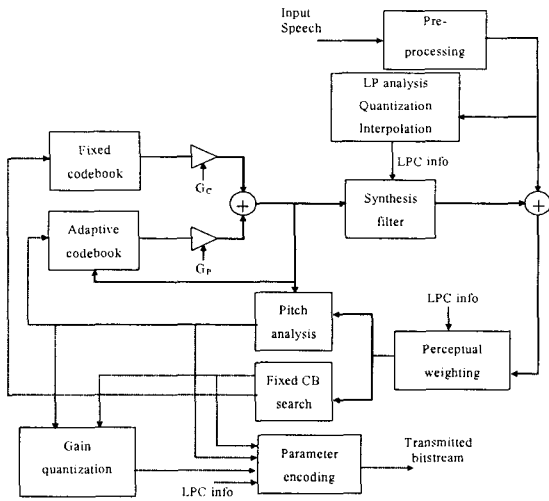 Input
Speech
Pre-
processing
LP analysis
Quantization
Interpolation
LPC info
Fixed
codebook
GC
+
Synthesis
filter
+
Adaptive
codebook
GP
Pitch
analysis
LPC info
Perceptual
weighting
Fixed CB
search
Gain
quantization
Parameter
encoding
Transmitted
bitstream
LPC info